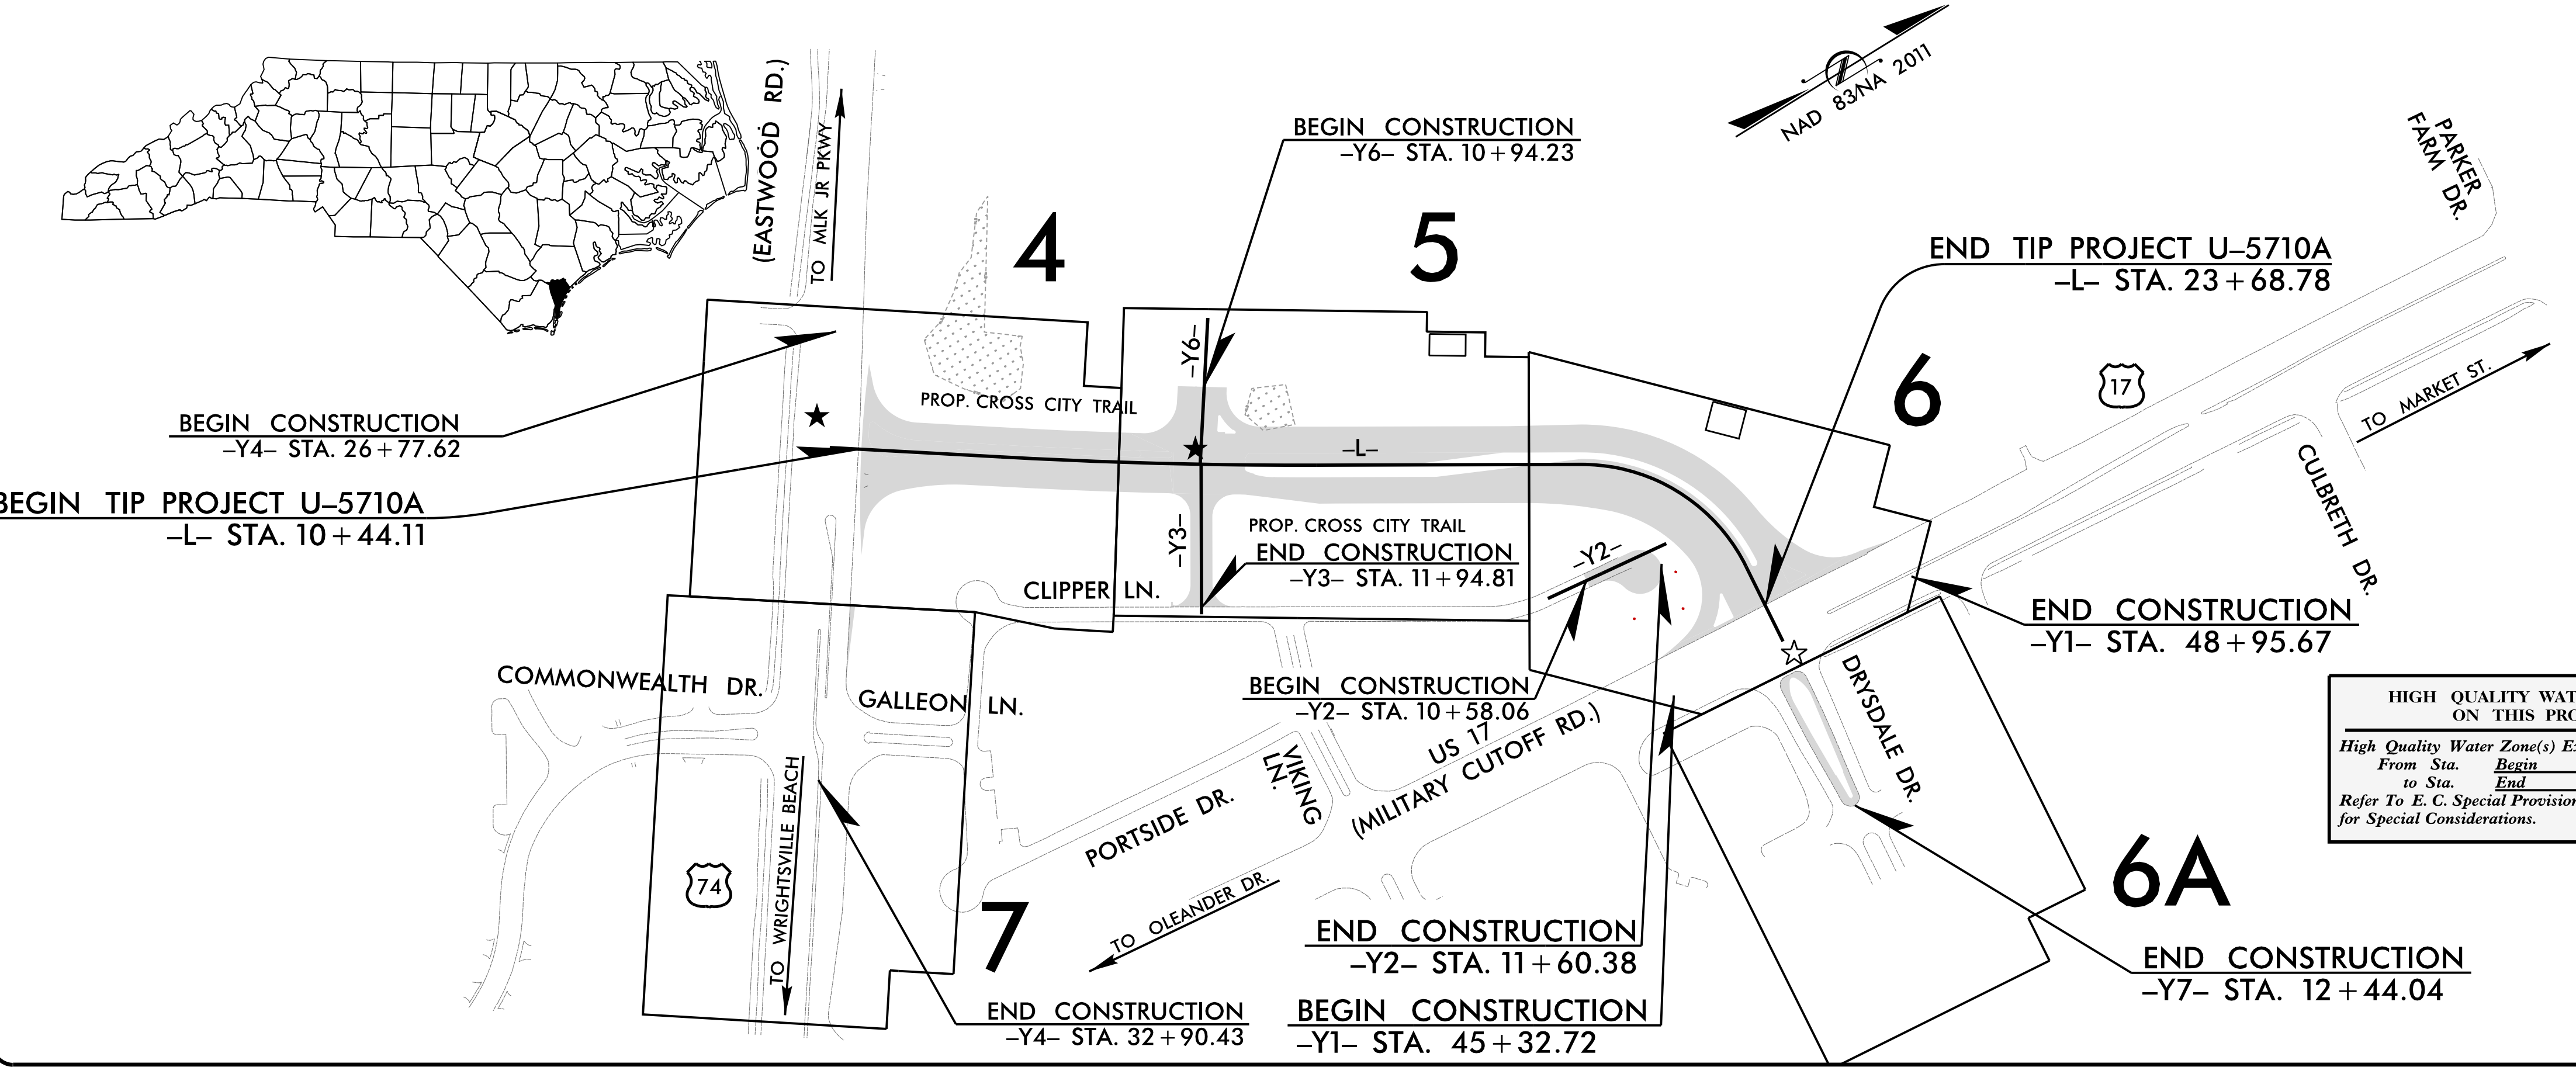 (EASTWOOD RD.)
TO MLK JR PKWY
NAD 83/NA 2011
BEGIN CONSTRUCTION
–Y6– STA. 10+94.23
PARKER
FARM DR.
4
5
END TIP PROJECT U–5710A
–L– STA. 23+68.78
–Y6–
6
17
TO MARKET ST.
PROP. CROSS CITY TRAIL
BEGIN CONSTRUCTION
–Y4– STA. 26+77.62
–L–
CULBRETH DR.
BEGIN TIP PROJECT U–5710A
–L– STA. 10+44.11
PROP. CROSS CITY TRAIL
–Y3–
END CONSTRUCTION
–Y3– STA. 11+94.81
–Y2–
CLIPPER LN.
END CONSTRUCTION
–Y1– STA. 48+95.67
COMMONWEALTH DR.
GALLEON LN.
BEGIN CONSTRUCTION
–Y2– STA. 10+58.06
US 17
(MILITARY CUTOFF RD.)
DRYSDALE DR.
HIGH QUALITY WAT
ON THIS PRO
High Quality Water Zone(s) Ex
From Sta. Begin
to Sta. End
Refer To E. C. Special Provision
for Special Considerations.
VIKING
LN.
PORTSIDE DR.
TO WRIGHTSVILLE BEACH
74
6A
7
TO OLEANDER DR.
END CONSTRUCTION
–Y2– STA. 11+60.38
END CONSTRUCTION
–Y7– STA. 12+44.04
END CONSTRUCTION
–Y4– STA. 32+90.43
BEGIN CONSTRUCTION
–Y1– STA. 45+32.72